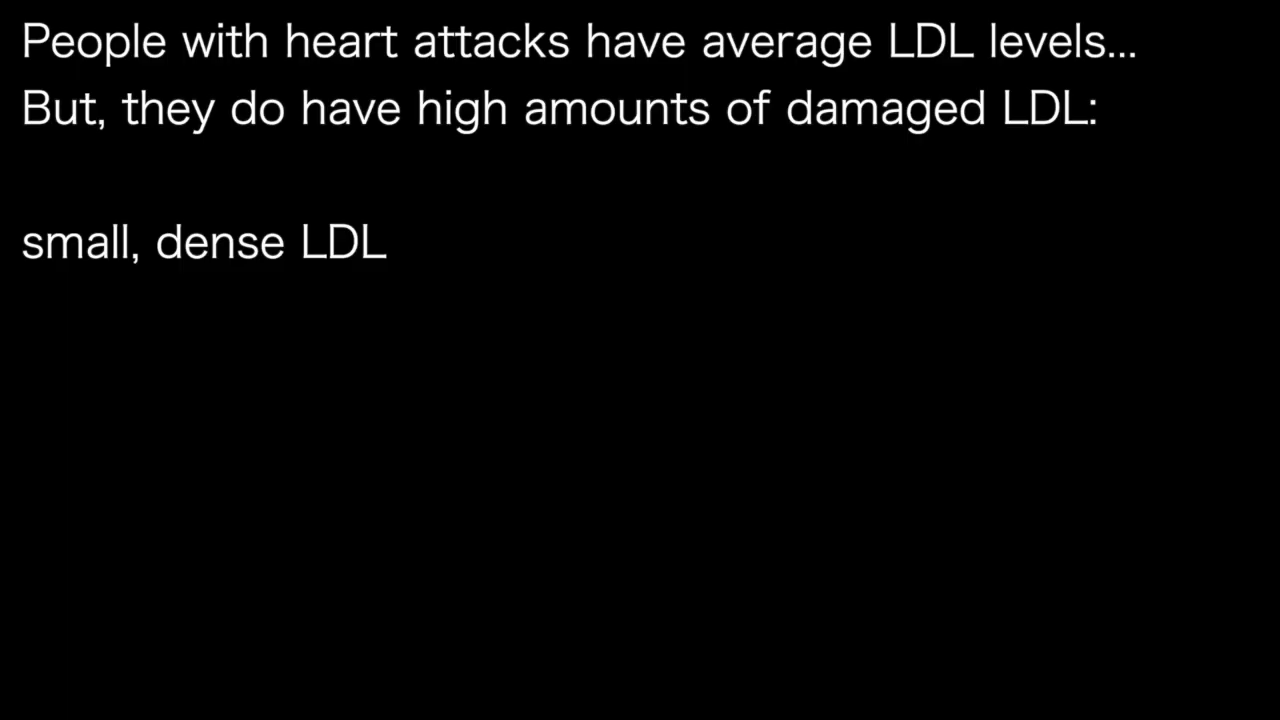 People with heart attacks have average LDL levels...
But, they do have high amounts of damaged LDL:
small, dense LDL